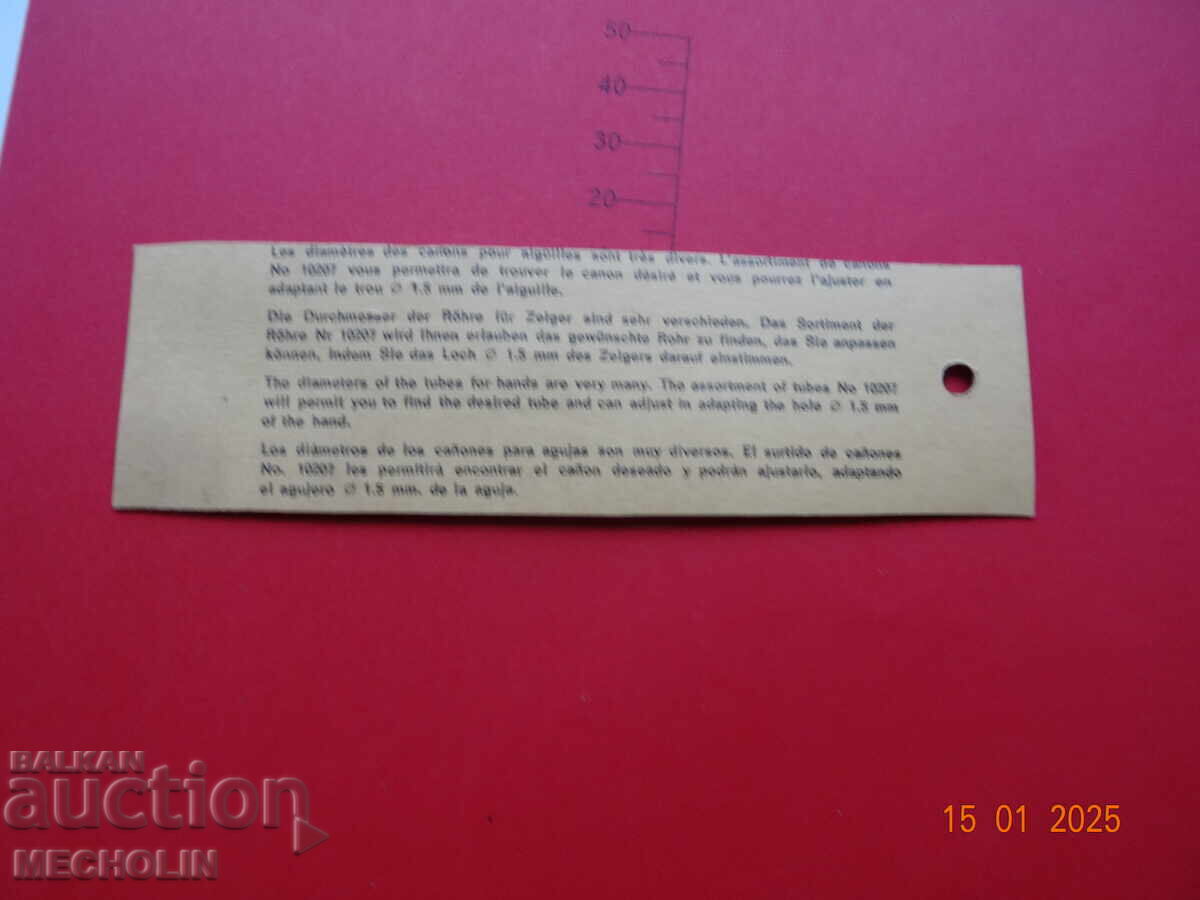 50
40
30
20
Les diamètres des cañons pour aiguilles sont très divers. L'assortiment de cañons
No 10207 vous permettra de trouver le canon désiré et vous pourrez l'ajuster en
adaptant le trou ∅ 1.5 mm de l'aiguille.
Die Durchmesser der Röhre für Zeiger sind sehr verschieden. Das Sortiment der
Röhre Nr 10207 wird Ihnen erlauben das gewünschte Rohr zu finden, das Sie anpassen
können, indem Sie das Loch ∅ 1.5 mm des Zeigers darauf einstimmen.
The diameters of the tubes for hands are very many. The assortment of tubes No 10207
will permit you to find the desired tube and can adjust in adapting the hole ∅ 1.5 mm
of the hand.
Los diámetros de los cañones para agujas son muy diversos. El surtido de cañones
No. 10207 les permitirá encontrar el cañon deseado y podrán ajustarlo, adaptando
el agujero ∅ 1.5 mm. de la aguja.
BALKAN
auction
MECHOLIN
15 01 2025